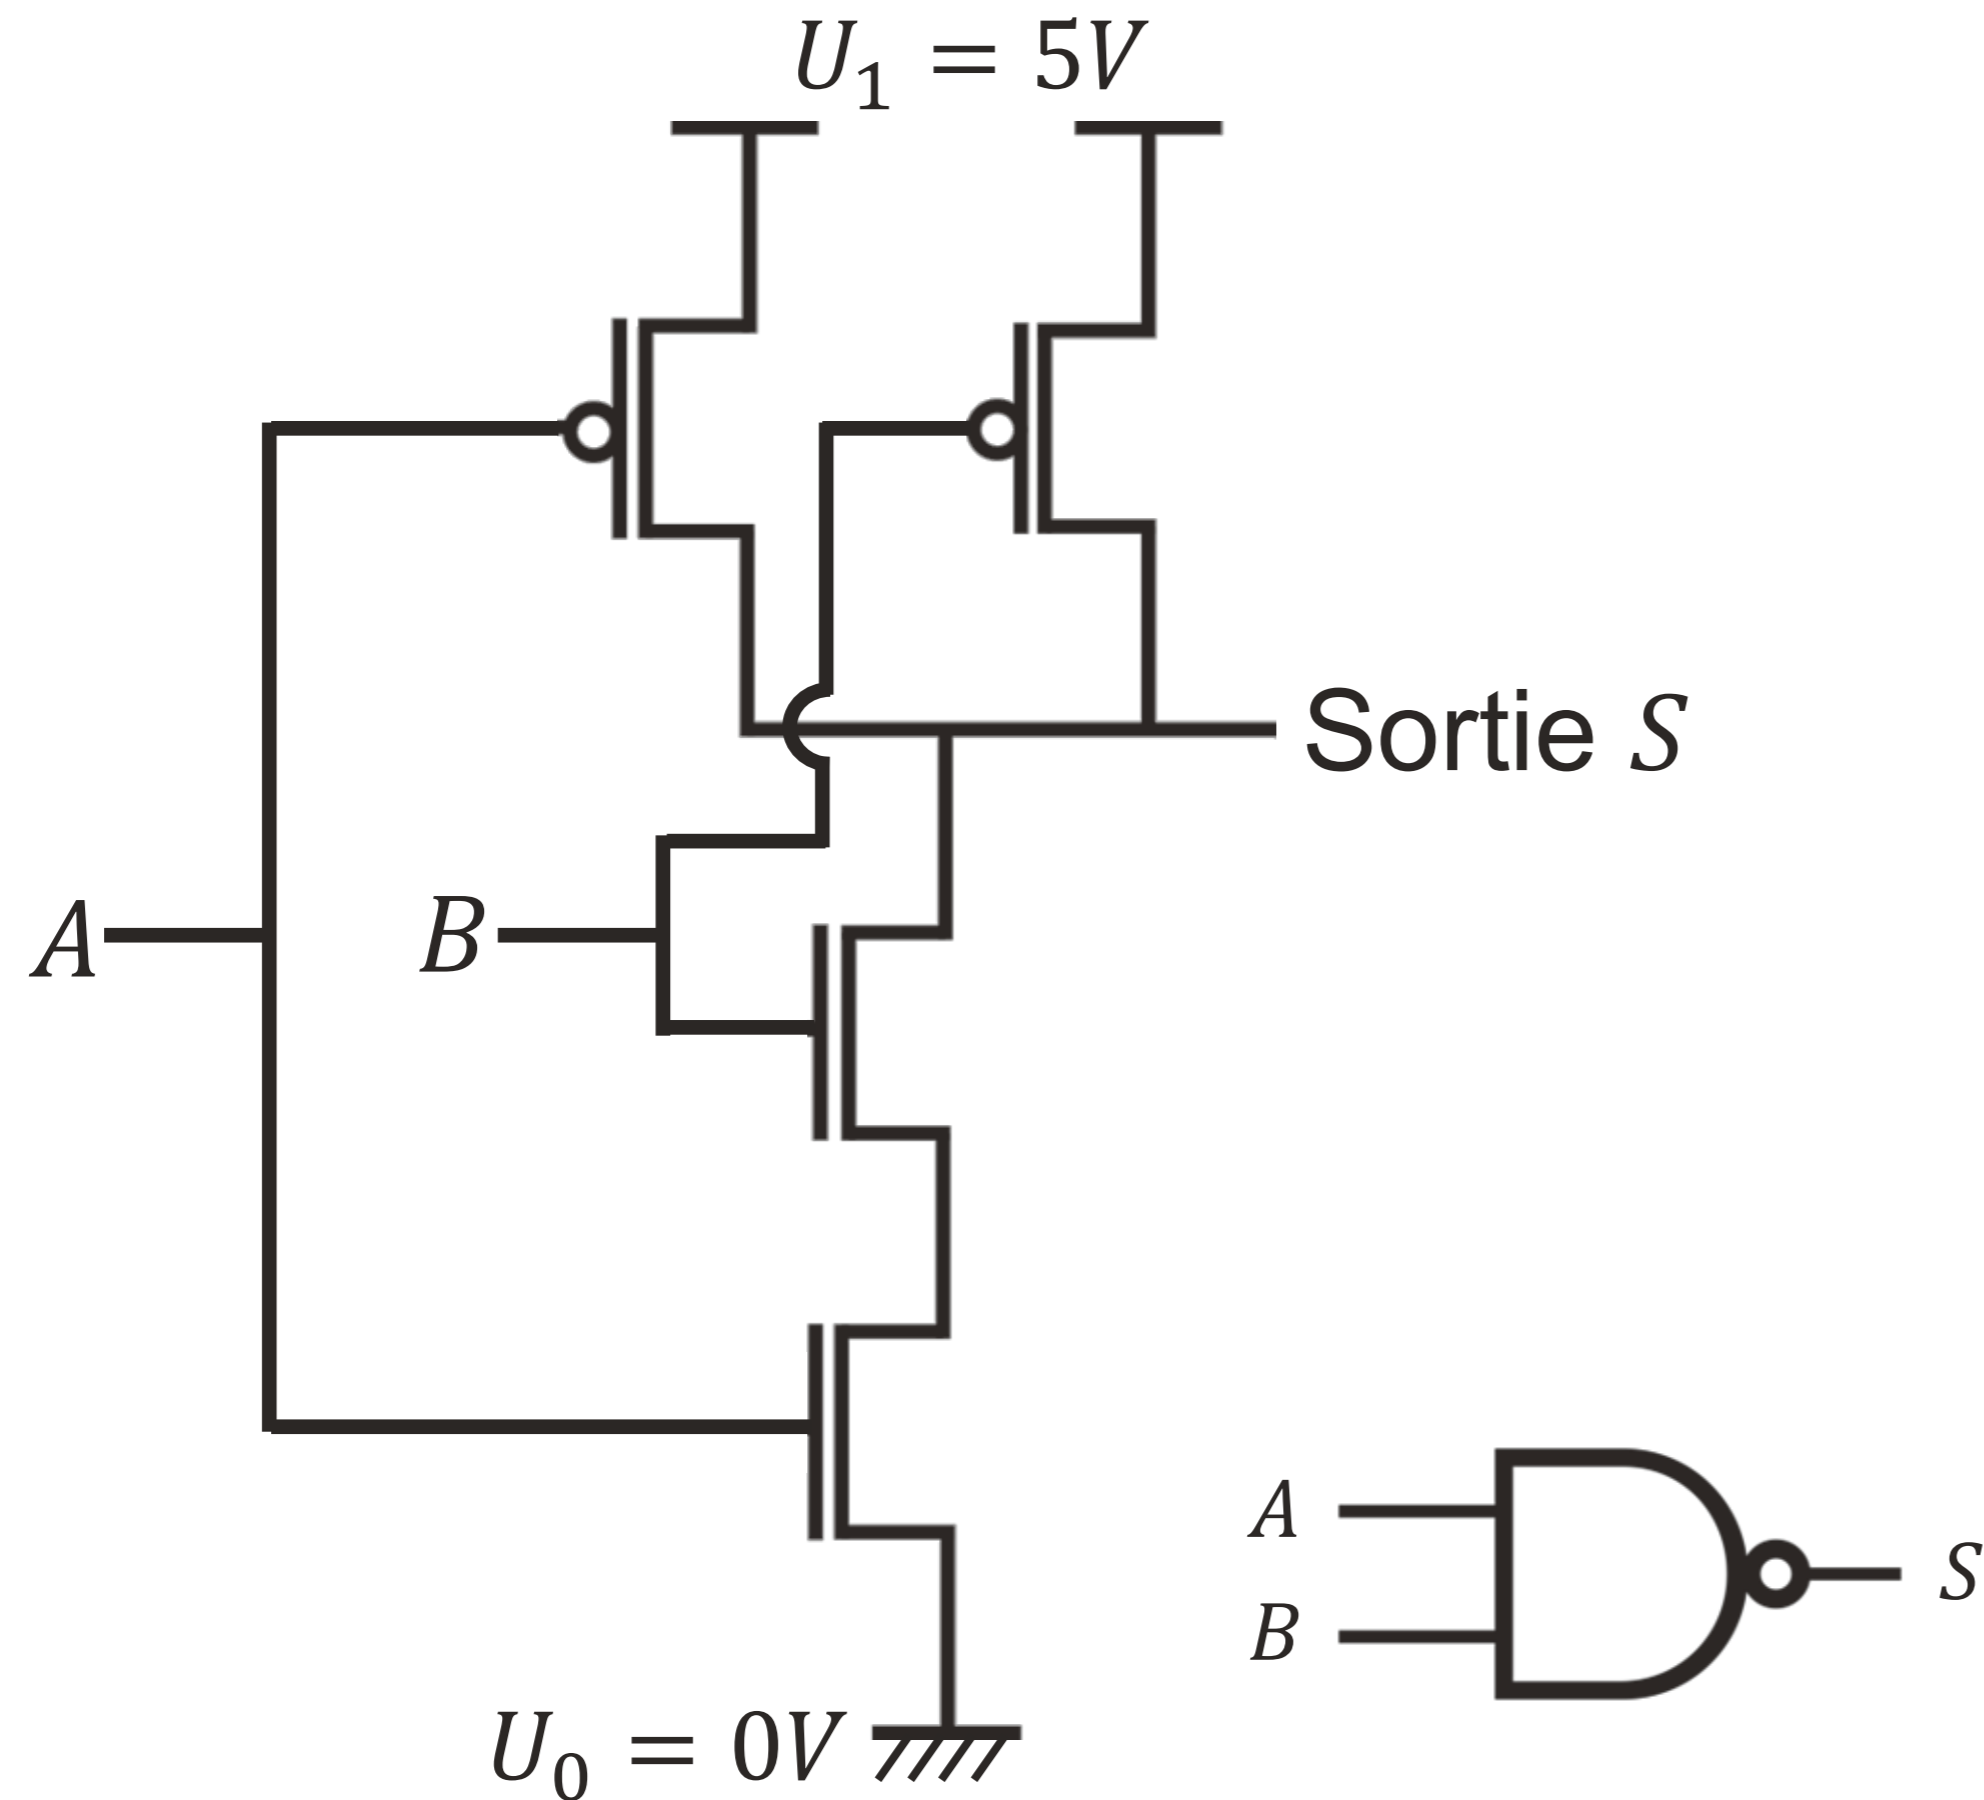 U₁ = 5V
Sortie S
A
B
U₀ = 0V
A
B
S